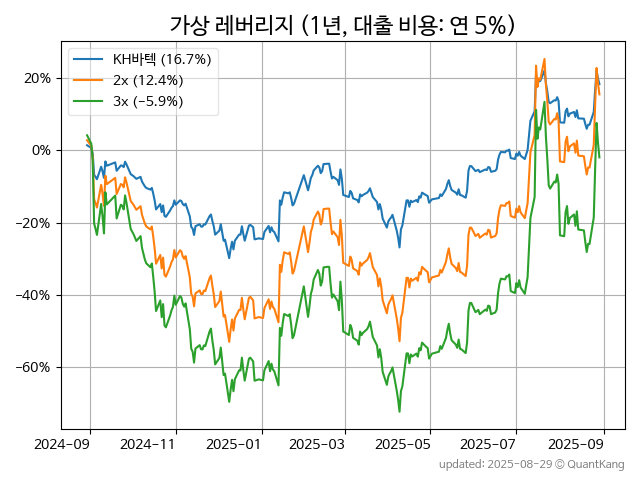 가상 레버리지 (1년, 대출 비용: 연 5%)
KH바텍 (16.7%)
2x (12.4%)
3x (−5.9%)
20%
0%
−20%
−40%
−60%
2024-09 2024-11 2025-01 2025-03 2025-05 2025-07 2025-09
updated: 2025-08-29 © QuantKang